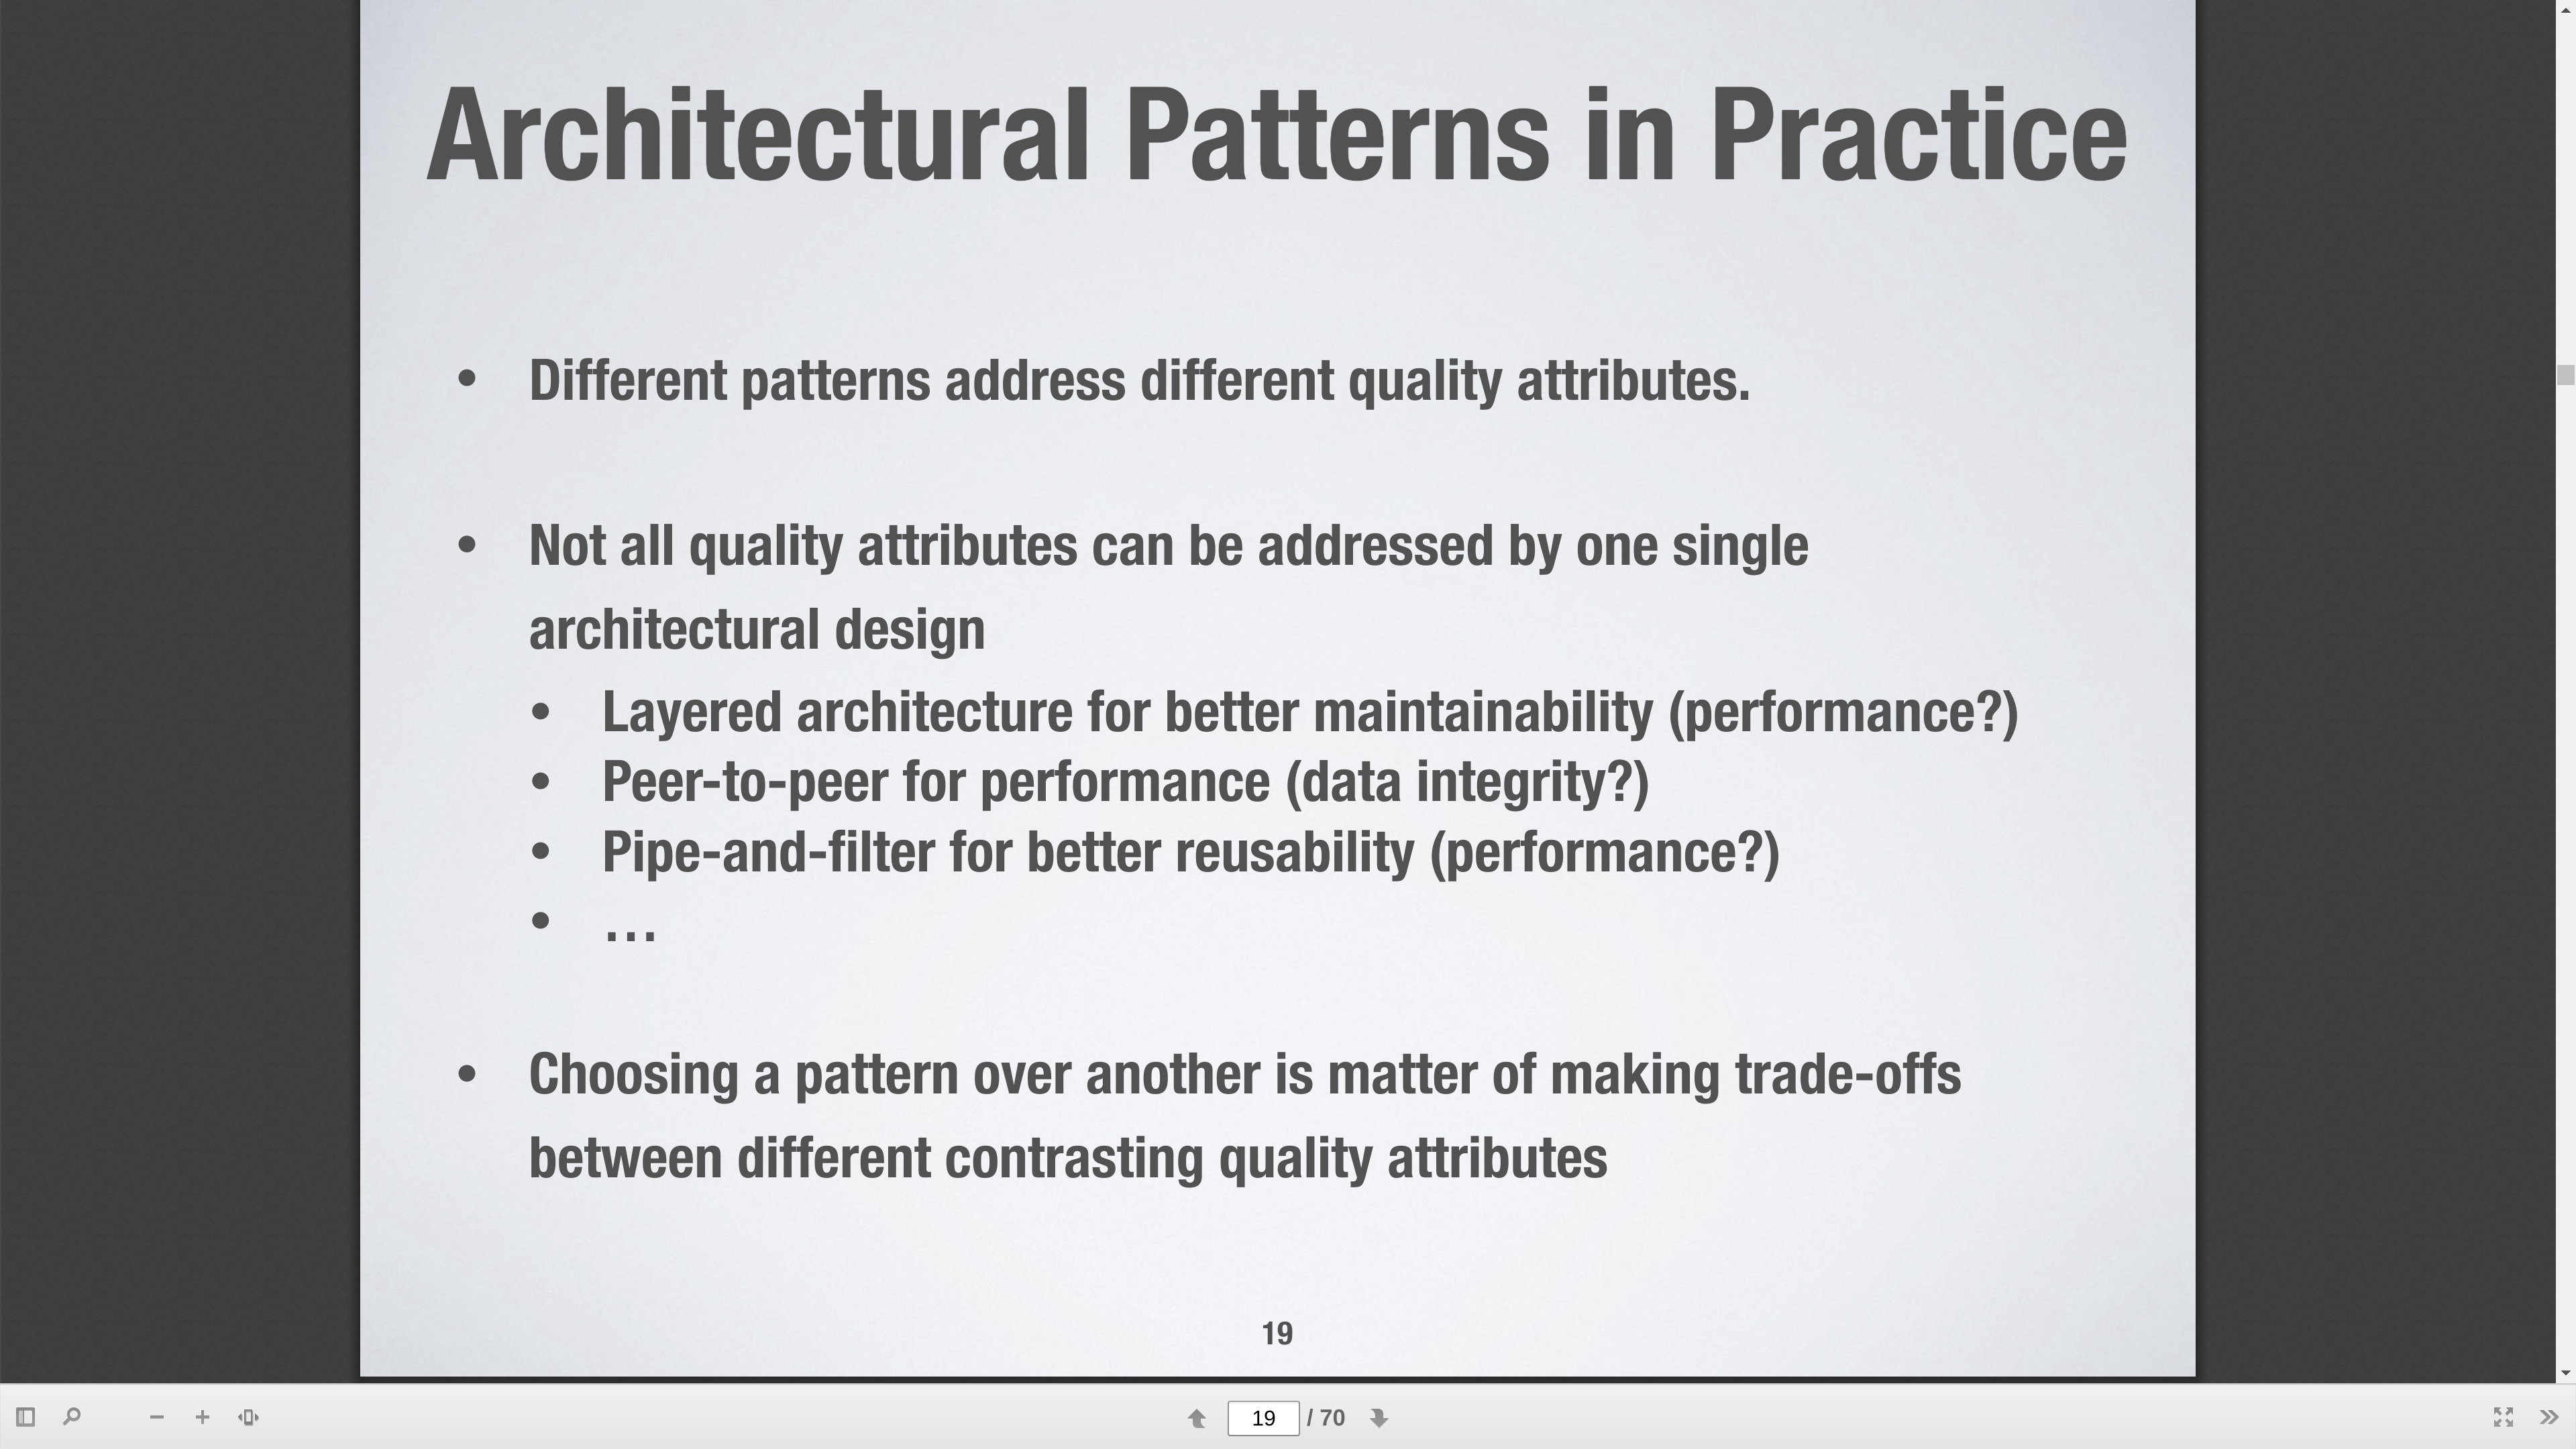 Architectural Patterns in Practice
• Different patterns address different quality attributes.
• Not all quality attributes can be addressed by one single
architectural design
• Layered architecture for better maintainability (performance?)
• Peer-to-peer for performance (data integrity?)
• Pipe-and-filter for better reusability (performance?)
• …
• Choosing a pattern over another is matter of making trade-offs
between different contrasting quality attributes
19
19 / 70